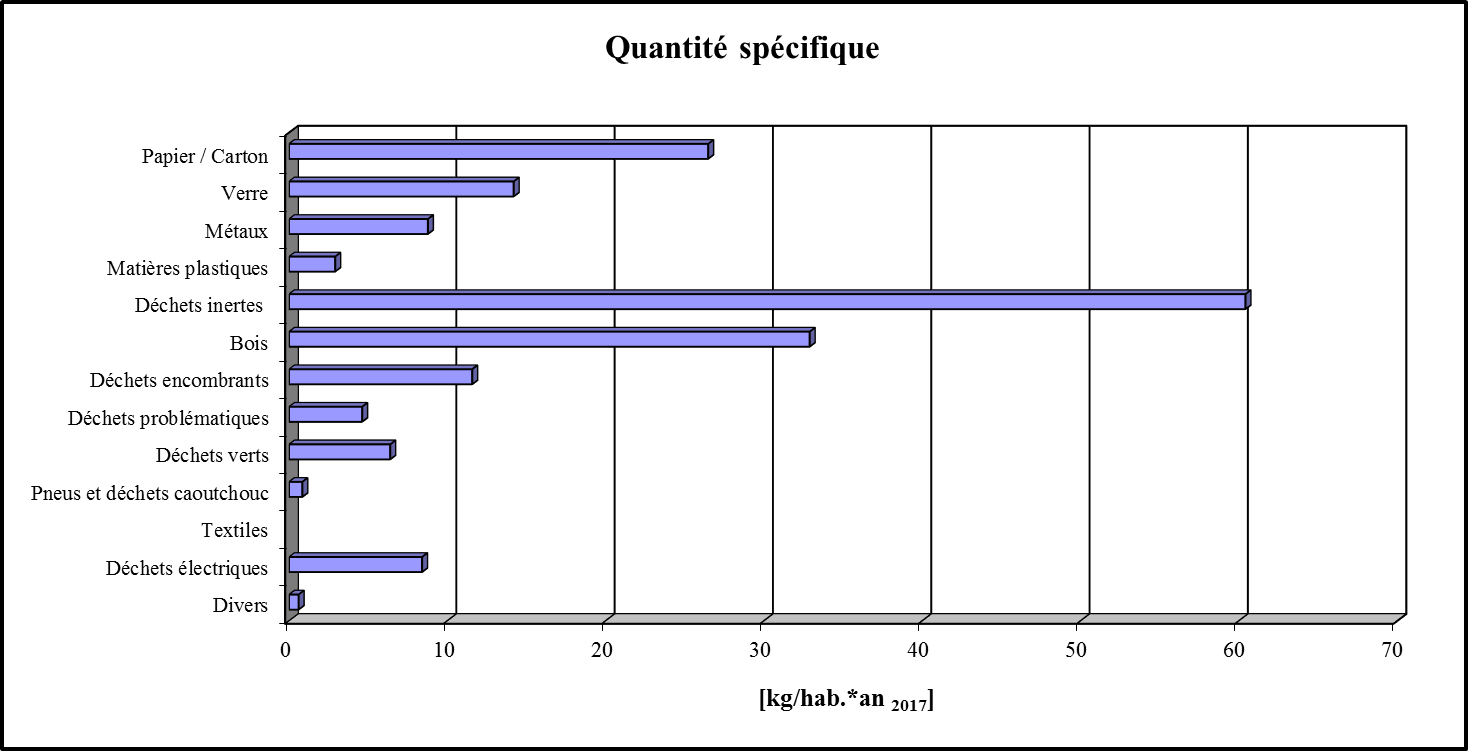 Quantité spécifique
Papier / Carton
Verre
Métaux
Matières plastiques
Déchets inertes
Bois
Déchets encombrants
Déchets problématiques
Déchets verts
Pneus et déchets caoutchouc
Textiles
Déchets électriques
Divers
0 10 20 30 40 50 60 70
[kg/hab.*an 2017]